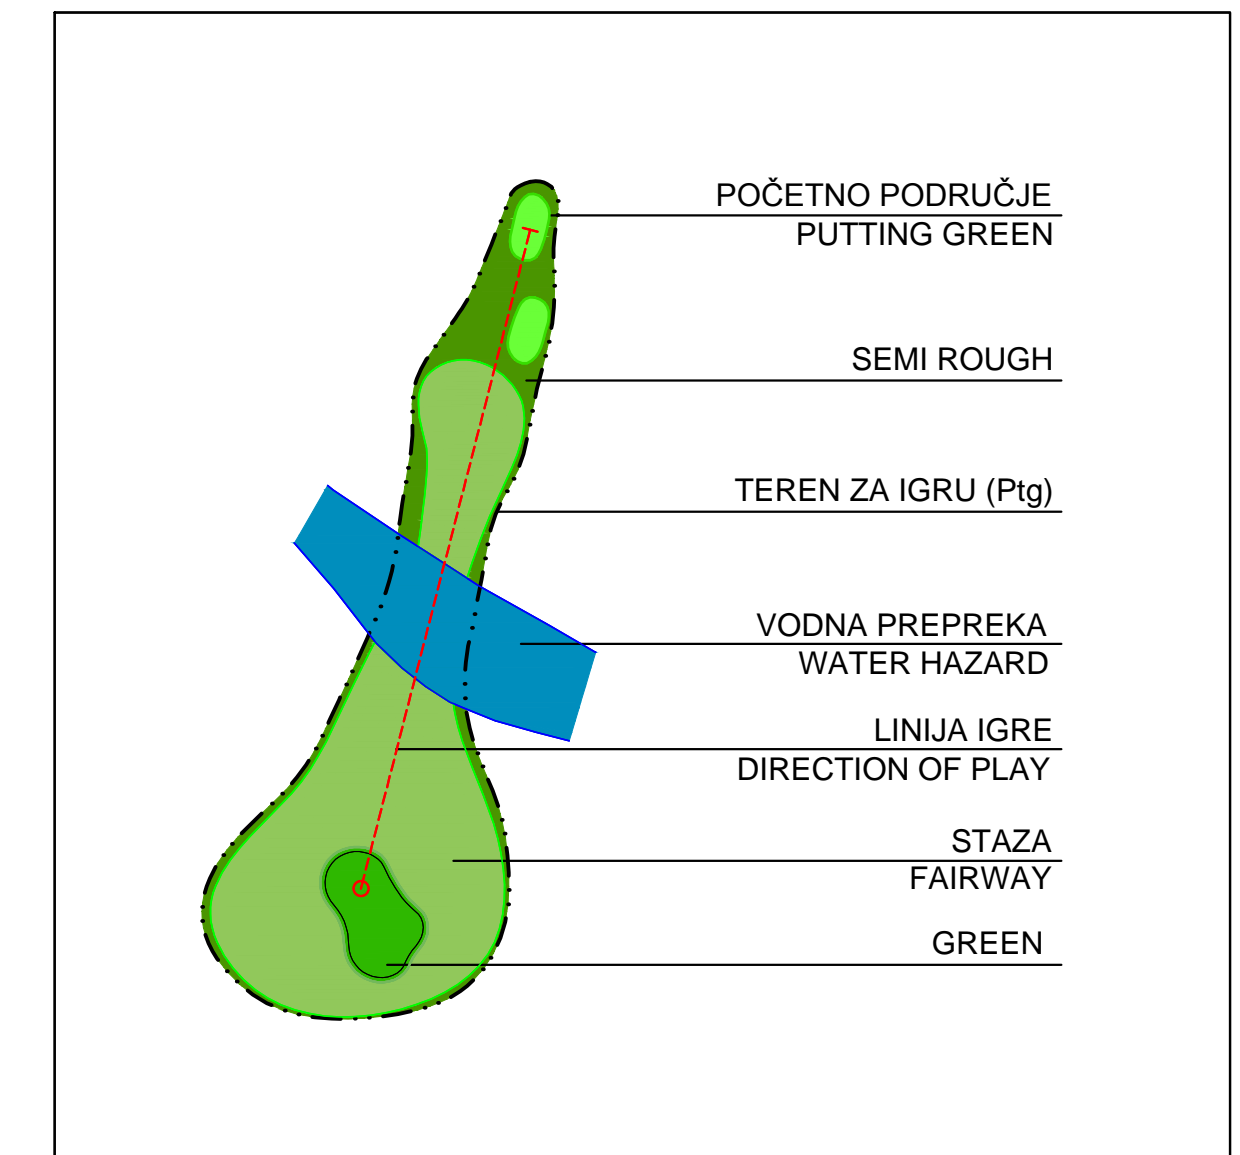 POČETNO PODRUČJE
PUTTING GREEN
SEMI ROUGH
TEREN ZA IGRU (Ptg)
VODNA PREPREKA
WATER HAZARD
LINIJA IGRE
DIRECTION OF PLAY
STAZA
FAIRWAY
GREEN